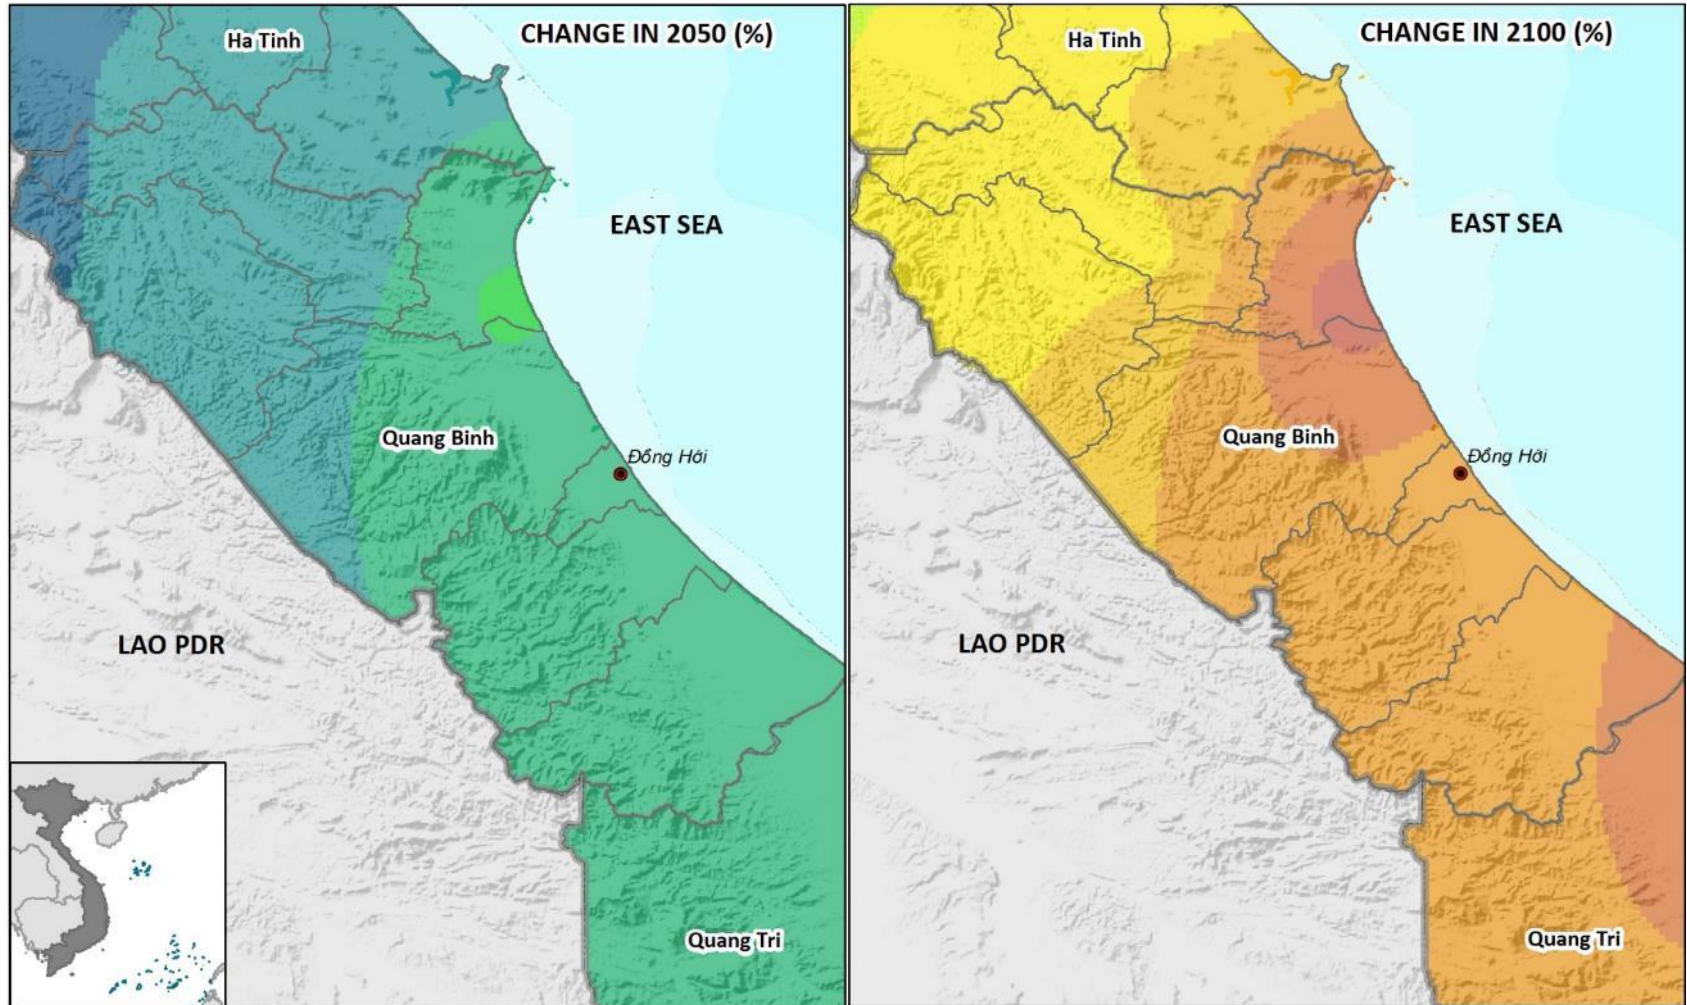 CHANGE IN 2050 (%)
Ha Tinh
EAST SEA
Quang Binh
Đồng Hới
LAO PDR
Quang Tri
CHANGE IN 2100 (%)
Ha Tinh
EAST SEA
Quang Binh
Đồng Hới
LAO PDR
Quang Tri